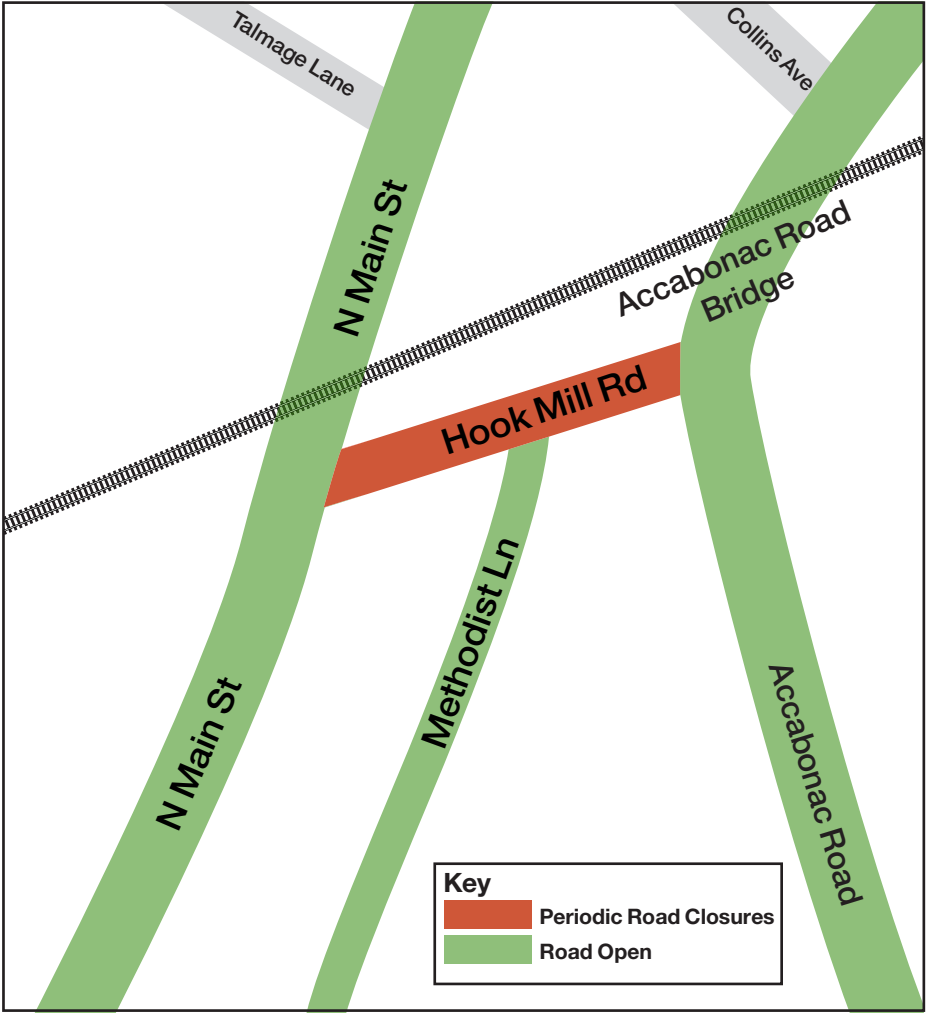 Talmage Lane
Collins Ave
N Main St
Accabonac Road
Bridge
Hook Mill Rd
Methodist Ln
N Main St
Accabonac Road
Key
Periodic Road Closures
Road Open